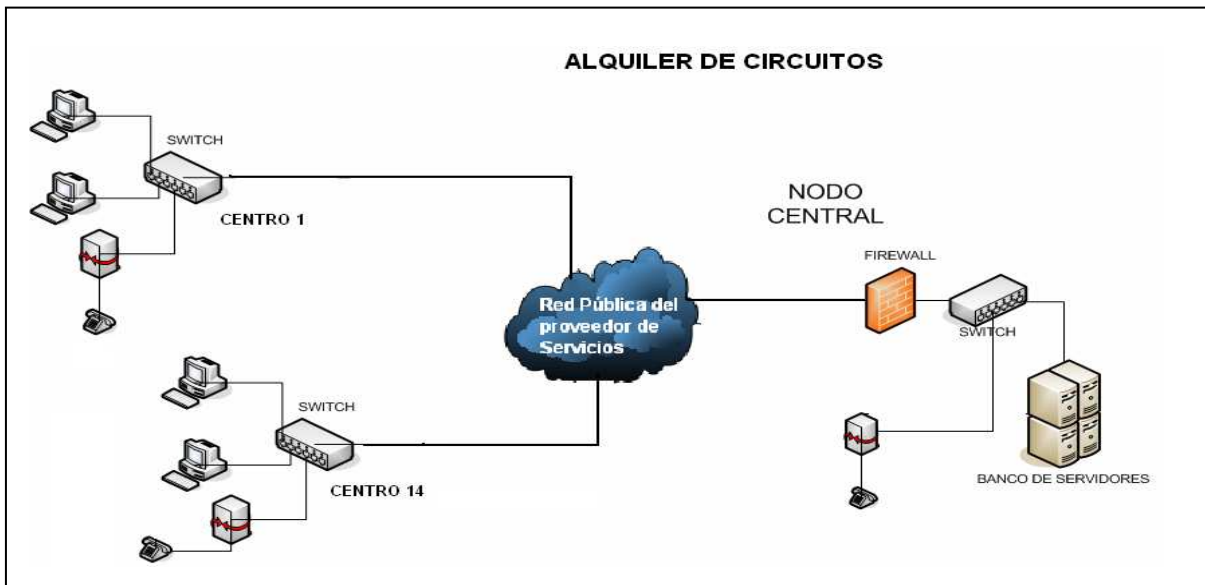 ALQUILER DE CIRCUITOS
SWITCH
CENTRO 1
NODO
CENTRAL
FIREWALL
SWITCH
Red Pública del
proveedor de
Servicios
SWITCH
CENTRO 14
BANCO DE SERVIDORES